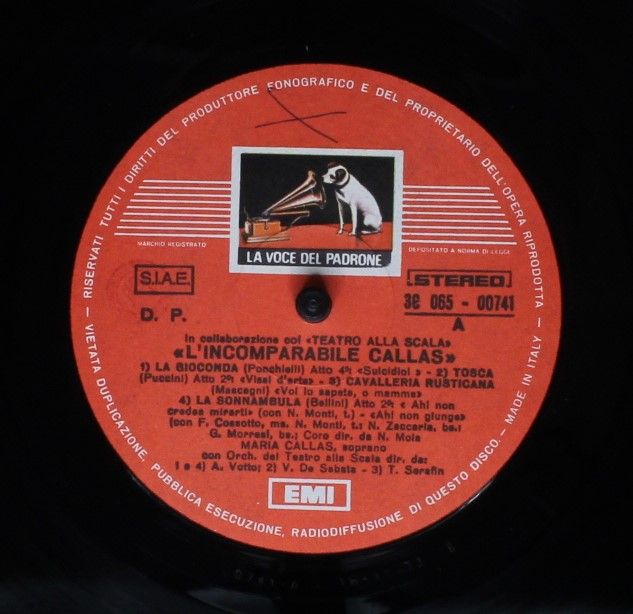 RISERVATI TUTTI I DIRITTI DEL PRODUTTORE FONOGRAFICO E DEL PROPRIETARIO DELL'OPERA RIPRODOTTA
LA VOCE DEL PADRONE
MARCHIO REGISTRATO
DEPOSITATO A NORMA DI LEGGE
S.I.A.E.
STEREO
D. P.
3C 065 - 00741
A
In collaborazione col «TEATRO ALLA SCALA»
«L'INCOMPARABILE CALLAS»
1) LA GIOCONDA (Ponchielli) Atto 4º: «Suicidio! » - 2) TOSCA
(Puccini) Atto 2º: «Vissi d'arte» - 3) CAVALLERIA RUSTICANA
(Mascagni) «Voi lo sapete, o mamma»
4) LA SONNAMBULA (Bellini) Atto 2º: « Ah! non
credea mirarti» (con N. Monti, t.) - «Ah! non giunge»
(con F. Cossotto, ms. N. Monti, t.; N. Zaccaria, bs.;
G. Morresi, bs.; Coro dir. da N. Mola
MARIA CALLAS, soprano
con Orch. del Teatro alla Scala dir. da:
1 e 4) A. Votto; 2) V. De Sabata - 3) T. Serafin
EMI
VIETATA DUPLICAZIONE, PUBBLICA ESECUZIONE, RADIODIFFUSIONE DI QUESTO DISCO. - MADE IN ITALY -